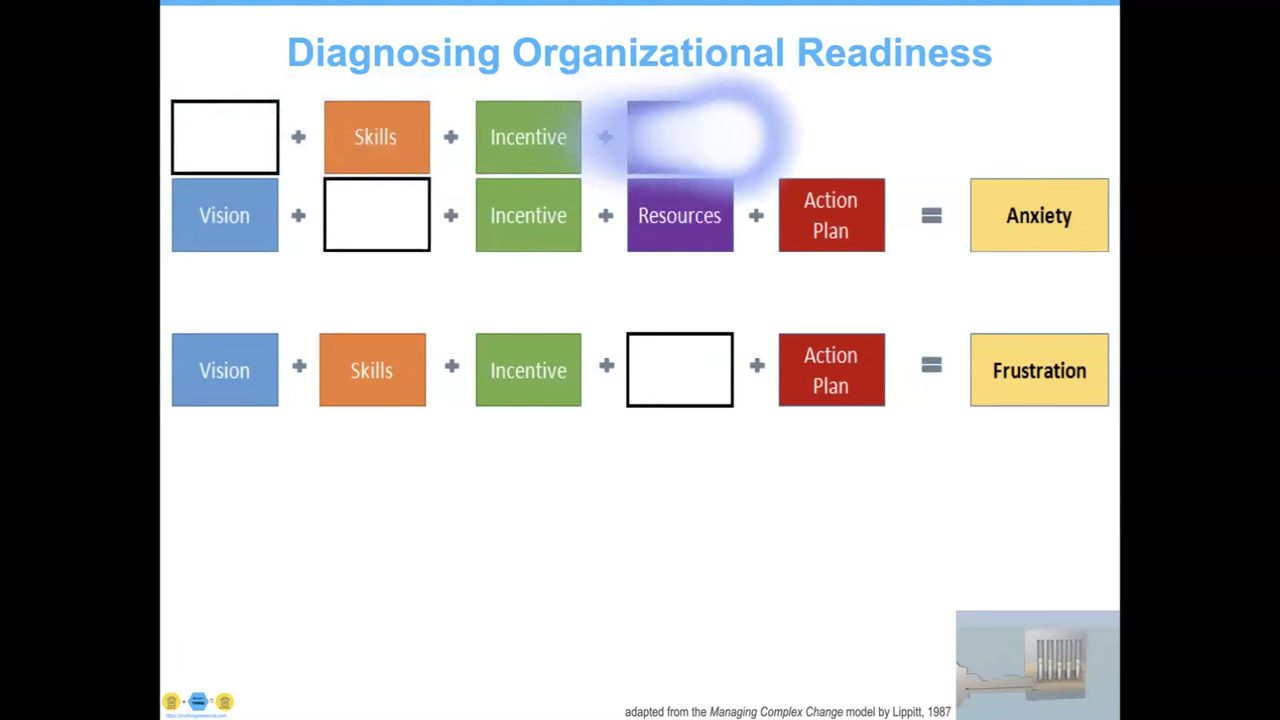 Diagnosing Organizational Readiness
Skills + Incentive +
Vision + + Incentive + Resources + Action Plan = Anxiety
Vision + Skills + Incentive + + Action Plan = Frustration
adapted from the Managing Complex Change model by Lippitt, 1987